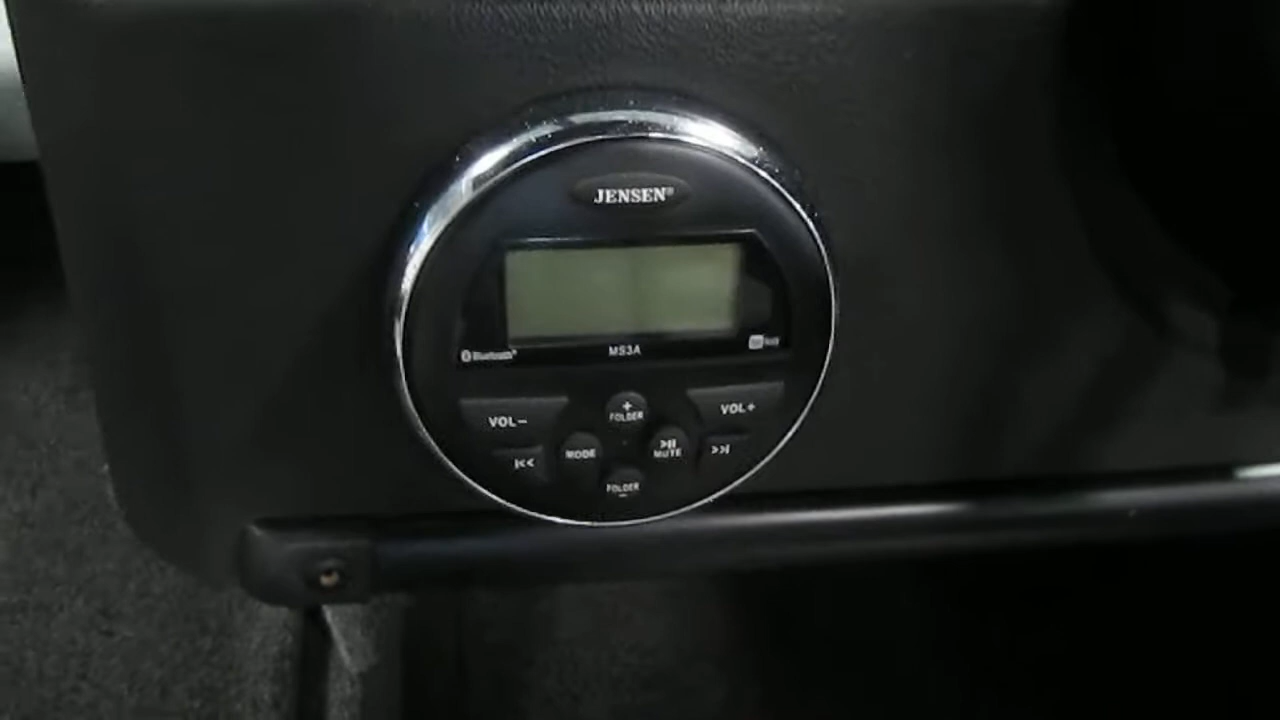 JENSEN®
Bluetooth®
MS3A
VOL−
+
FOLDER
VOL+
MODE
MUTE
FOLDER
−